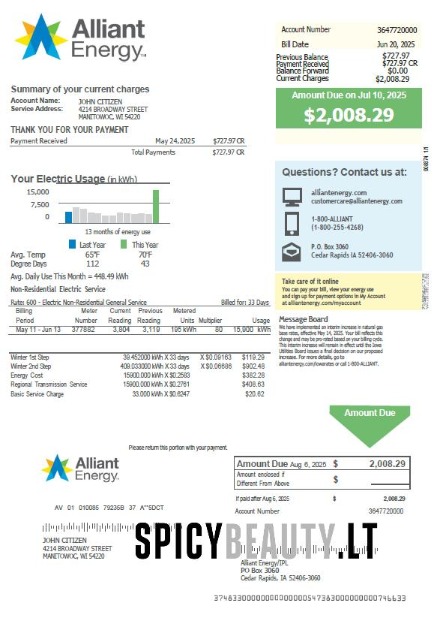 Alliant
Energy™
Account Number 3647720000
Bill Date Jun 20, 2025
Previous Balance $727.97
Payment Received $727.97 CR
Balance Forward $0.00
Current Charges $2,008.29
Amount Due on Jul 10, 2025
$2,008.29
Summary of your current charges
Account Name: JOHN CITIZEN
Service Address: 4214 BROADWAY STREET
MANITOWOC, WI 54220
THANK YOU FOR YOUR PAYMENT
Payment Received May 24,2025 $727.97 CR
Total Payments $727.97 CR
Your Electric Usage (in kWh)
15,000
7,500
0
13 months of energy use
Last Year This Year
Avg. Temp 65°F 70°F
Degree Days 112 43
Avg. Daily Use This Month = 448.49 kWh
Non-Residential Electric Service
Rate: 600 - Electric Non-Residential General Service Billed for: 33 Days
Billing Meter Current Previous Metered
Period Number Reading Reading Units Multiplier Usage
May 11 - Jun 13 377882 3,804 3,119 195 kWh 80 15,900 kWh
Winter 1st Step 39.452000 kWh X 33 days X $0.09163 $119.29
Winter 2nd Step 409.033000 kWh X 33 days X $0.06686 $902.48
Energy Cost 15900.000 kWh X $0.2593 $382.28
Regional Transmission Service 15900.000 kWh X $0.2761 $408.63
Basic Service Charge 33.000 kWh X $0.6247 $20.62
Questions? Contact us at:
alliantenergy.com
customercare@alliantenergy.com
1-800-ALLIANT
(1-800-255-4268)
P.O. Box 3060
Cedar Rapids IA 52406-3060
Take care of it online
You can pay your bill, view your energy use
and sign up for payment options in My Account
at alliantenergy.com/myaccount
Message Board
We have implemented an interim increase in natural gas
base rates, effective May 14, 2025. Your bill reflects this
change and may be pro-rated based on your billing cycle.
This interim increase will remain in effect until the Iowa
Utilities Board issues a final decision on our proposed
increase. For more details, go to
alliantenergy.com/iowarates or call 1-800-ALLIANT.
Amount Due
Please return this portion with your payment.
Alliant
Energy
Amount Due Aug 6, 2025 $ 2,008.29
Amount enclosed if
Different From Above $
If paid after Aug 6, 2025 $ 2,008.29
Account Number 3647720000
AV 01 010086 79235B 37 A**5DCT
SPICYBEAUTY.LT
JOHN CITIZEN
4214 BROADWAY STREET
MANITOWOC, WI 54220
Alliant Energy/IPL
PO Box 3060
Cedar Rapids, IA 52406-3060